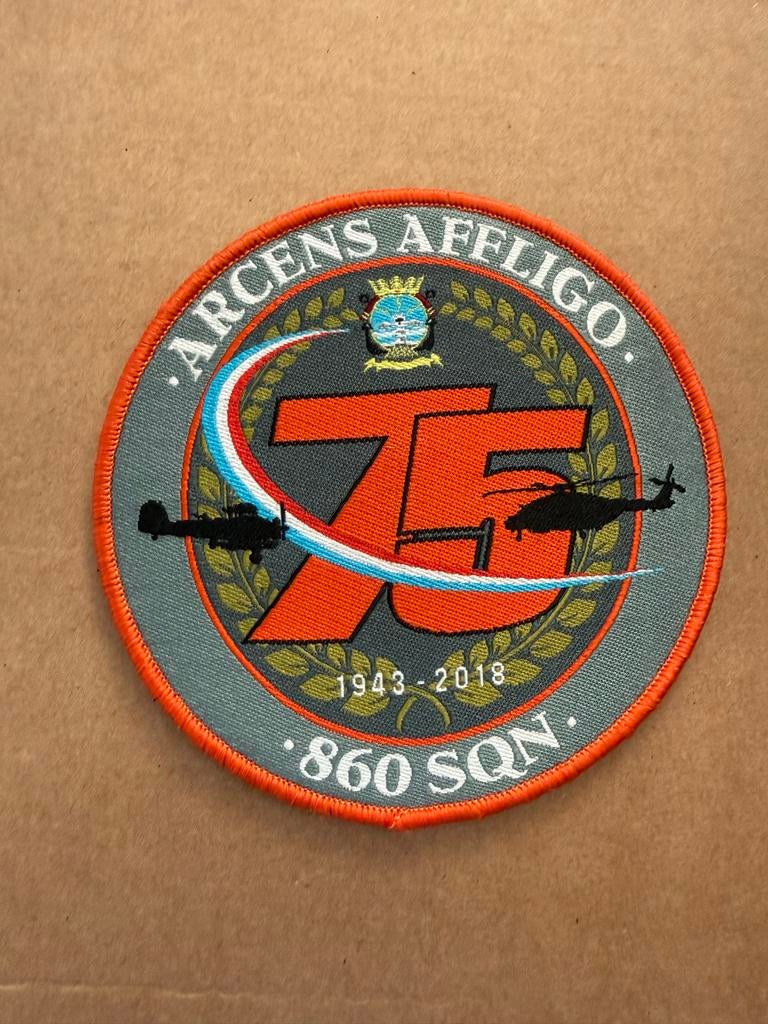 ·ARCENS AFFLIGO·
75
1943-2018
·860 SQN·